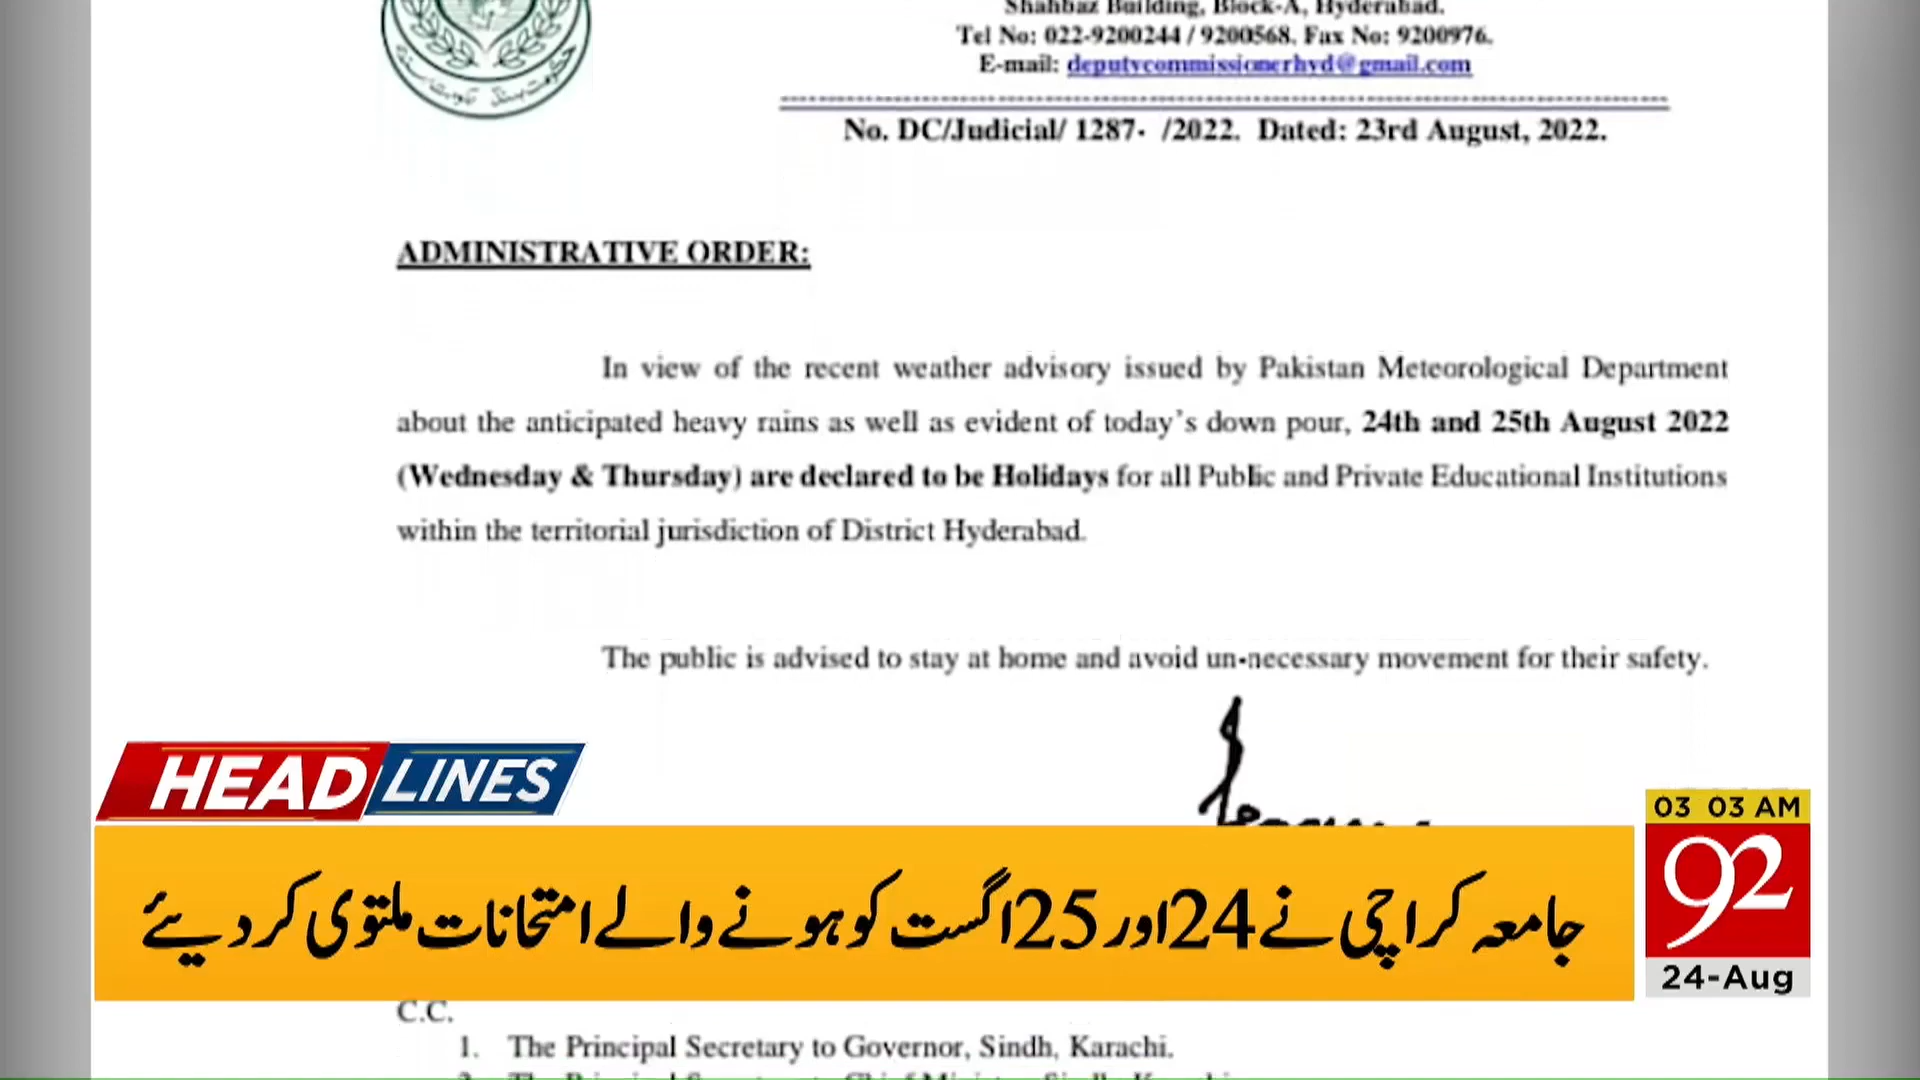 Shahbaz Building, Block-A, Hyderabad.
Tel No: 022-9200244 / 9200568. Fax No: 9200976.
E-mail: deputycommissionerhyd@gmail.com
No. DC/Judicial/ 1287- /2022. Dated: 23rd August, 2022.
ADMINISTRATIVE ORDER:
In view of the recent weather advisory issued by Pakistan Meteorological Department
about the anticipated heavy rains as well as evident of today's down pour, 24th and 25th August 2022
(Wednesday & Thursday) are declared to be Holidays for all Public and Private Educational Institutions
within the territorial jurisdiction of District Hyderabad.
The public is advised to stay at home and avoid un-necessary movement for their safety.
HEADLINES
03 03 AM
92
24-Aug
جامعہ کراچی نے 24 اور 25 اگست کو ہونے والے امتحانات ملتوی کر دیئے
C.C.
1. The Principal Secretary to Governor, Sindh, Karachi.